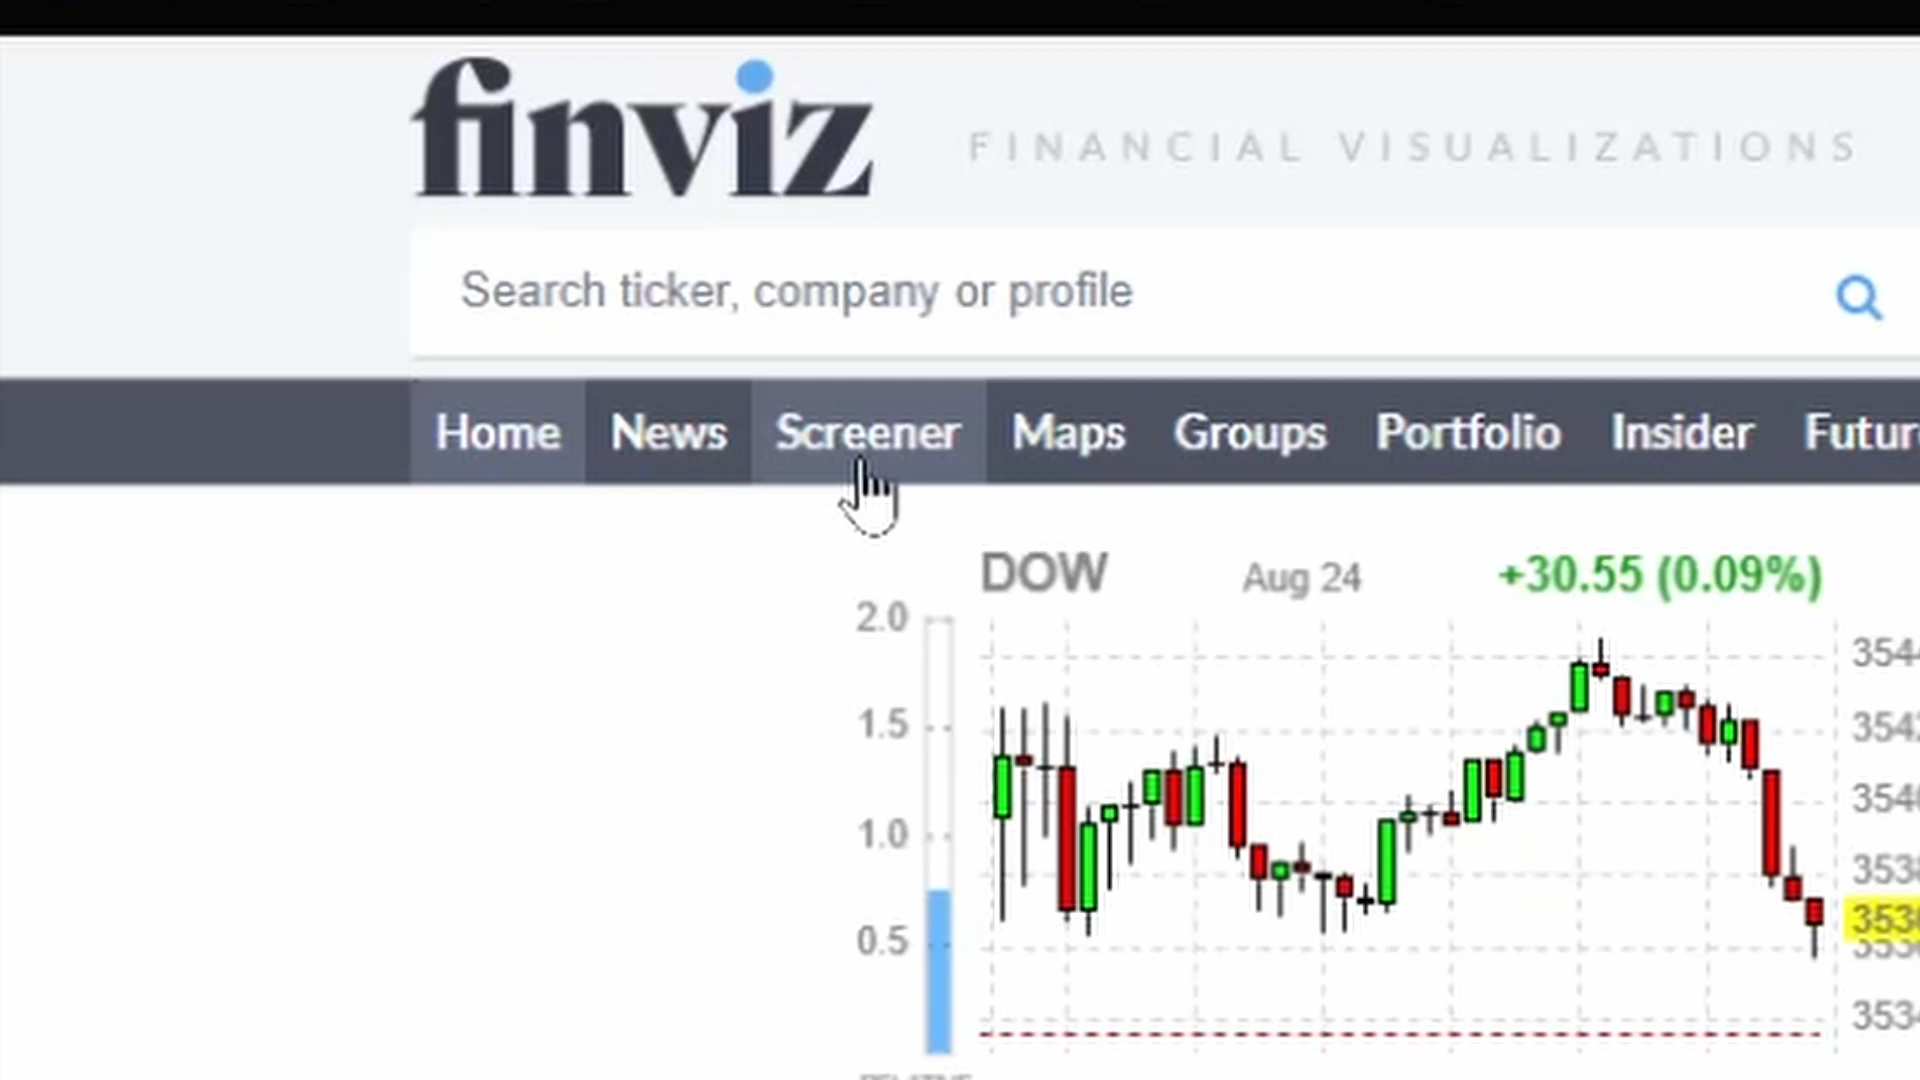 finviz
FINANCIAL VISUALIZATIONS
Search ticker, company or profile
Home News Screener Maps Groups Portfolio Insider
DOW Aug 24 +30.55 (0.09%)
2.0
1.5
1.0
0.5